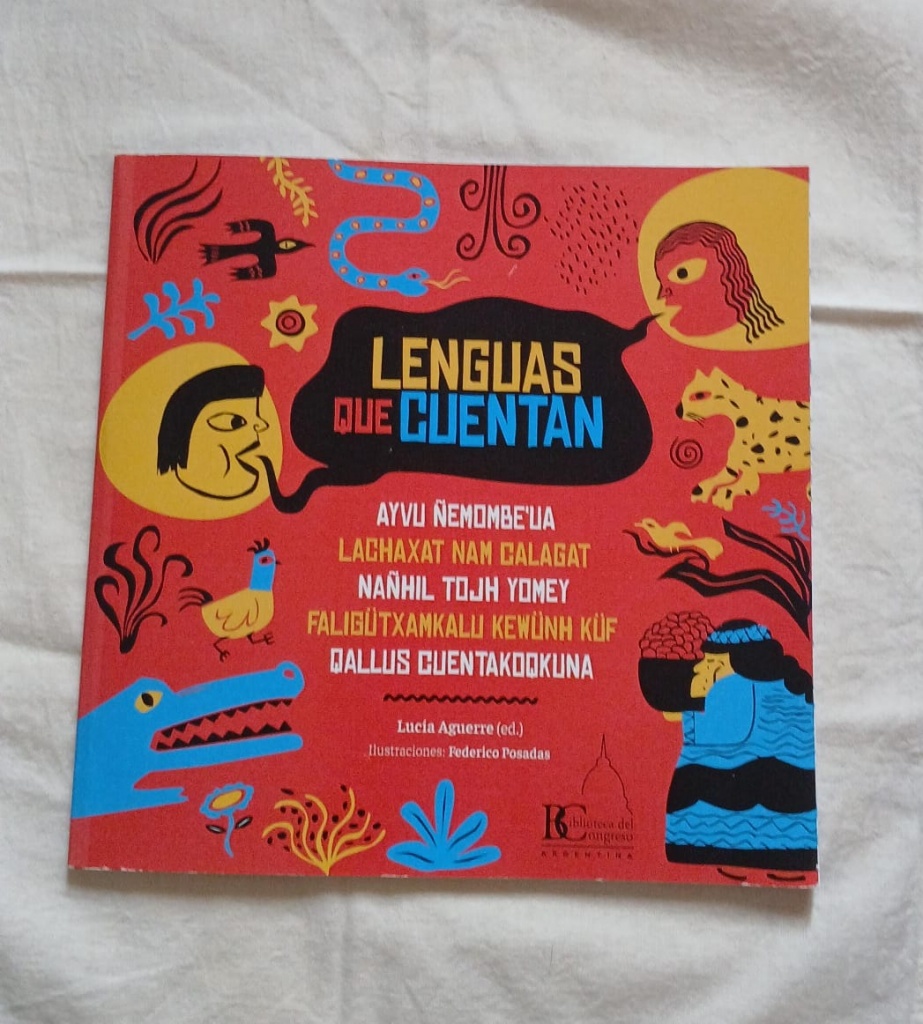 LENGUAS
QUE CUENTAN
AYVU ÑEMOMBE'UA
LACHAXAT NAM CALAGAT
NAÑHIL TOJH YOMEY
FALIGÜTXAMKALU KEWÜNH KÜF
QALLUS CUENTAKOQKUNA
Lucía Aguerre (ed.)
Ilustraciones: Federico Posadas
Biblioteca del
Congreso
ARGENTINA